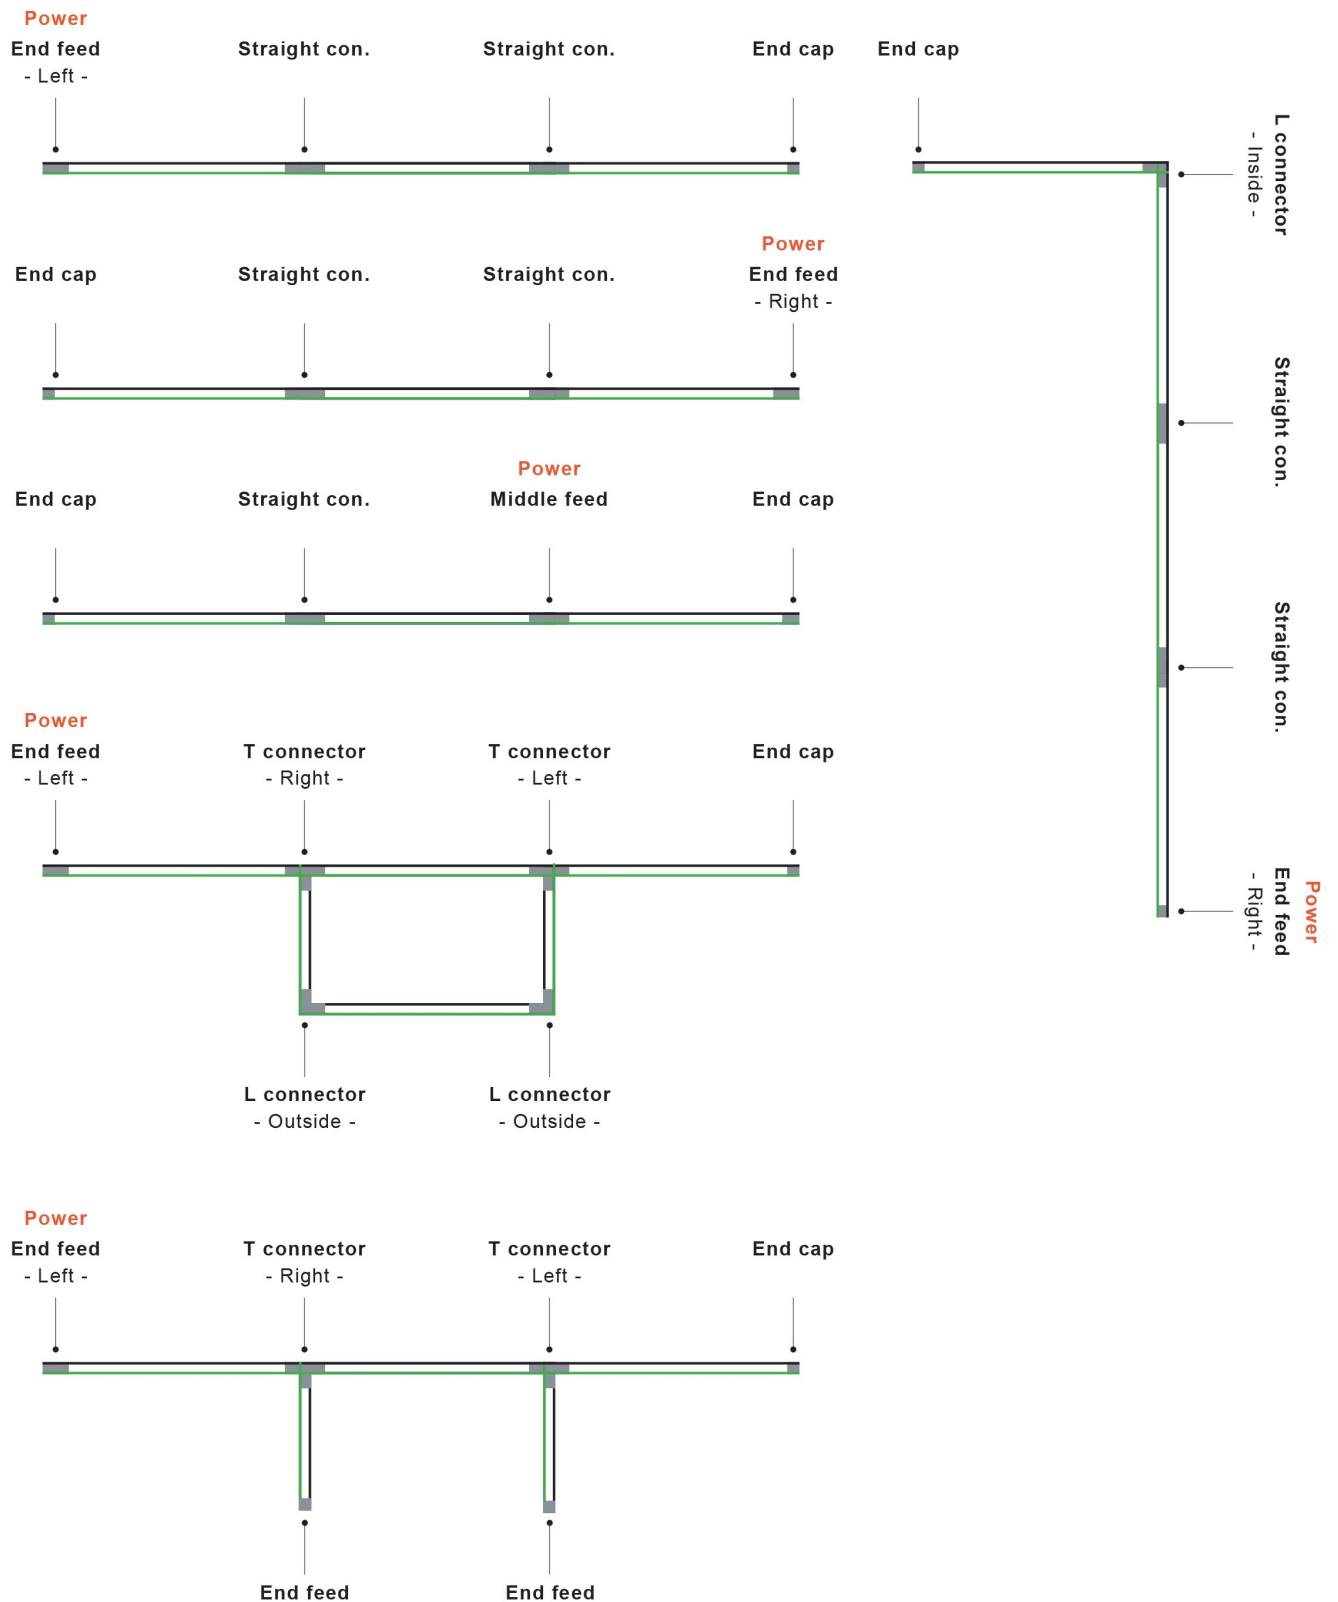 Power
End feed
- Left -
Straight con.
Straight con.
End cap
End cap
L connector
- Inside -
Straight con.
Straight con.
Power
End feed
- Right -
End cap
Straight con.
Straight con.
Power
End feed
- Right -
End cap
Straight con.
Power
Middle feed
End cap
Power
End feed
- Left -
T connector
- Right -
T connector
- Left -
End cap
L connector
- Outside -
L connector
- Outside -
Power
End feed
- Left -
T connector
- Right -
T connector
- Left -
End cap
End feed
End feed